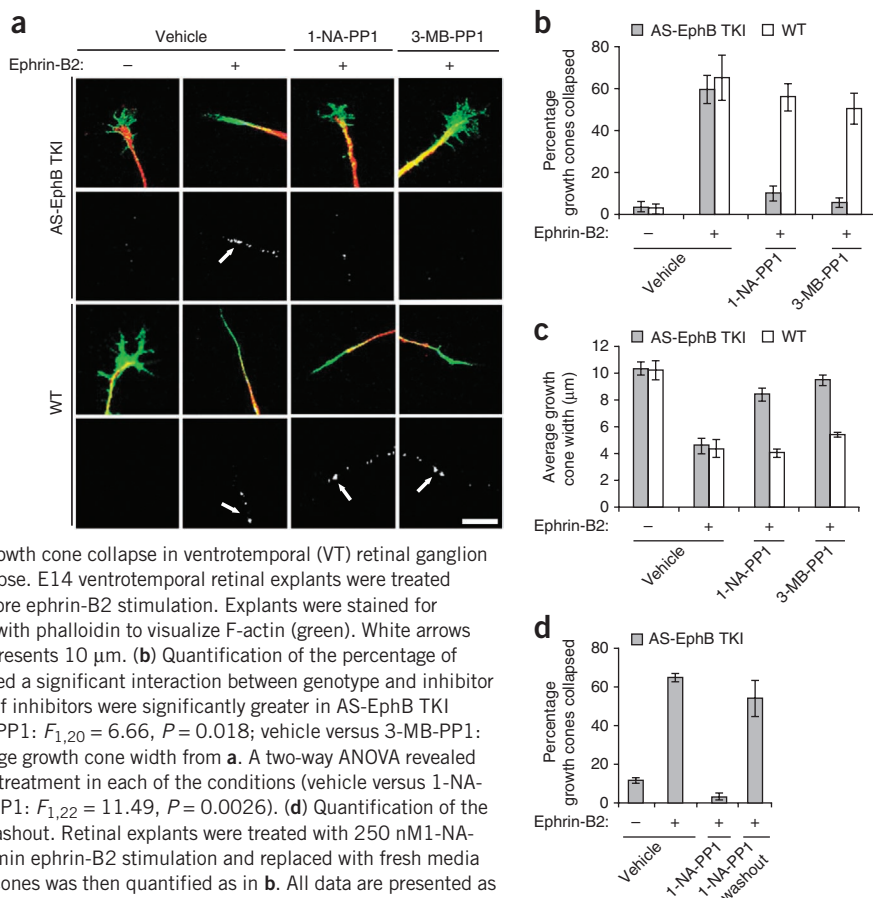 a
Vehicle 1-NA-PP1 3-MB-PP1
Ephrin-B2: – + + +
AS-EphB TKI
WT
owth cone collapse in ventrotemporal (VT) retinal ganglion
pse. E14 ventrotemporal retinal explants were treated
ore ephrin-B2 stimulation. Explants were stained for
with phalloidin to visualize F-actin (green). White arrows
presents 10 μm. (b) Quantification of the percentage of
ed a significant interaction between genotype and inhibitor
of inhibitors were significantly greater in AS-EphB TKI
PP1: F1,20 = 6.66, P = 0.018; vehicle versus 3-MB-PP1:
ge growth cone width from a. A two-way ANOVA revealed
treatment in each of the conditions (vehicle versus 1-NA-
PP1: F1,22 = 11.49, P = 0.0026). (d) Quantification of the
ashout. Retinal explants were treated with 250 nM1-NA-
min ephrin-B2 stimulation and replaced with fresh media
cones was then quantified as in b. All data are presented as
b
AS-EphB TKI WT
Percentage
growth cones collapsed
80
60
40
20
0
Ephrin-B2: – + + +
Vehicle 1-NA-PP1 3-MB-PP1
c
AS-EphB TKI WT
Average growth
cone width (μm)
12
10
8
6
4
2
0
Ephrin-B2: – + + +
Vehicle 1-NA-PP1 3-MB-PP1
d
AS-EphB TKI
Percentage
growth cones collapsed
80
60
40
20
0
Ephrin-B2: – + + +
Vehicle 1-NA-PP1 1-NA-PP1
washout